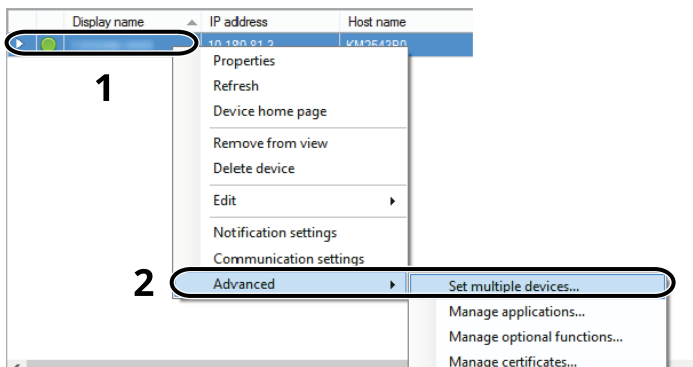 Display name IP address Host name
10.180.81.3 KM2543B0
1
Properties
Refresh
Device home page
Remove from view
Delete device
Edit
Notification settings
Communication settings
2
Advanced
Set multiple devices...
Manage applications...
Manage optional functions...
Manage certificates...